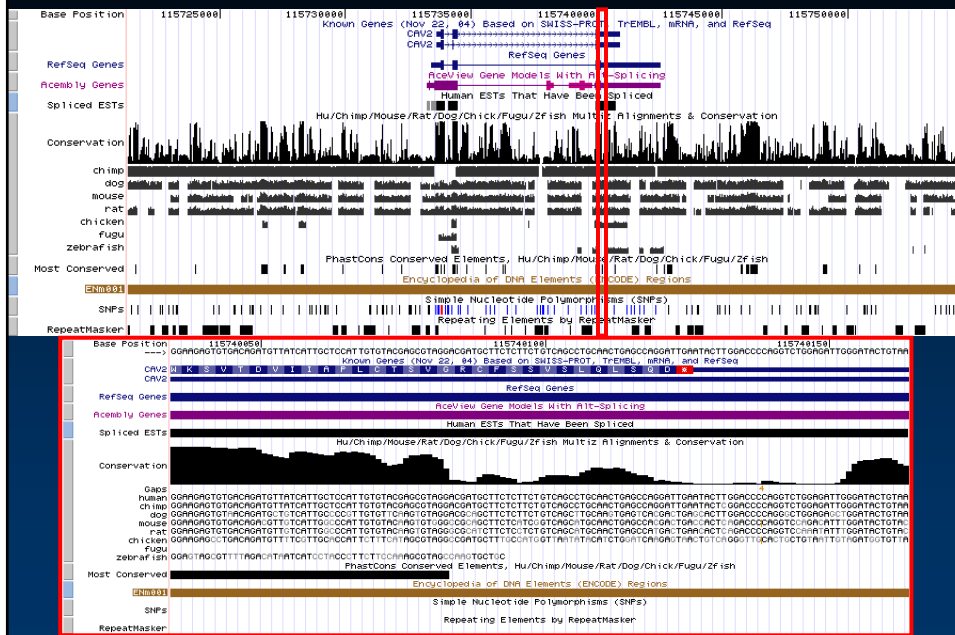 Base Position 115725000 115730000 115735000 115740000 115745000 115750000
Known Genes (Nov 22, 04) Based on SWISS-PROT, TrEMBL, mRNA, and RefSeq
CAV2
CAV2
RefSeq Genes
RefSeq Genes
AceView Gene Models With Alt-Splicing
Acembly Genes
Human ESTs That Have Been Spliced
Spliced ESTs
Hu/Chimp/Mouse/Rat/Dog/Chick/Fugu/Zfish Multiz Alignments & Conservation
Conservation
chimp
dog
mouse
rat
chicken
fugu
zebrafish
PhastCons Conserved Elements, Hu/Chimp/Mouse/Rat/Dog/Chick/Fugu/Zfish
Most Conserved
Encyclopedia of DNA Elements (ENCODE) Regions
ENm001
Simple Nucleotide Polymorphisms (SNPs)
SNPs
Repeating Elements by RepeatMasker
RepeatMasker
Base Position 115740050 115740100 115740150
---> GGAAGAGTGTGACAGATGTTATCATTGCTCCATTGTGTACGAGCGTAGGACGATGCTTCTCTTCTGTCAGCCTGCAACTGAGCCAGGATTGAATACTTGGACCCCAGGTCTGGAGATTGGGATACTGTAA
Known Genes (Nov 22, 04) Based on SWISS-PROT, TrEMBL, mRNA, and RefSeq
CAV2 W K S V T D V I I A P L C T S V G R C F S S V S L Q L S Q D *
CAV2
RefSeq Genes
RefSeq Genes
AceView Gene Models With Alt-Splicing
Acembly Genes
Human ESTs That Have Been Spliced
Spliced ESTs
Hu/Chimp/Mouse/Rat/Dog/Chick/Fugu/Zfish Multiz Alignments & Conservation
Conservation
Gaps 4
human GGAAGAGTGTGACAGATGTTATCATTGCTCCATTGTGTACGAGCGTAGGACGATGCTTCTCTTCTGTCAGCCTGCAACTGAGCCAGGATTGAATACTTGGACCCCAGGTCTGGAGATTGGGATACTGTAA
chimp GGAAGAGTGTGACAGATGTTATCATTGCTCCATTGTGTACGAGCGTAGGACGATGCTTCTCTTCTGTCAGCCTGCAACTGAGCCAGGATTGAATACTCGGACCCCAGGTCTGGAGATTGGGATACTGTAA
dog
mouse
rat
chicken
fugu
zebrafish
PhastCons Conserved Elements, Hu/Chimp/Mouse/Rat/Dog/Chick/Fugu/Zfish
Most Conserved
Encyclopedia of DNA Elements (ENCODE) Regions
ENm001
Simple Nucleotide Polymorphisms (SNPs)
SNPs
Repeating Elements by RepeatMasker
RepeatMasker